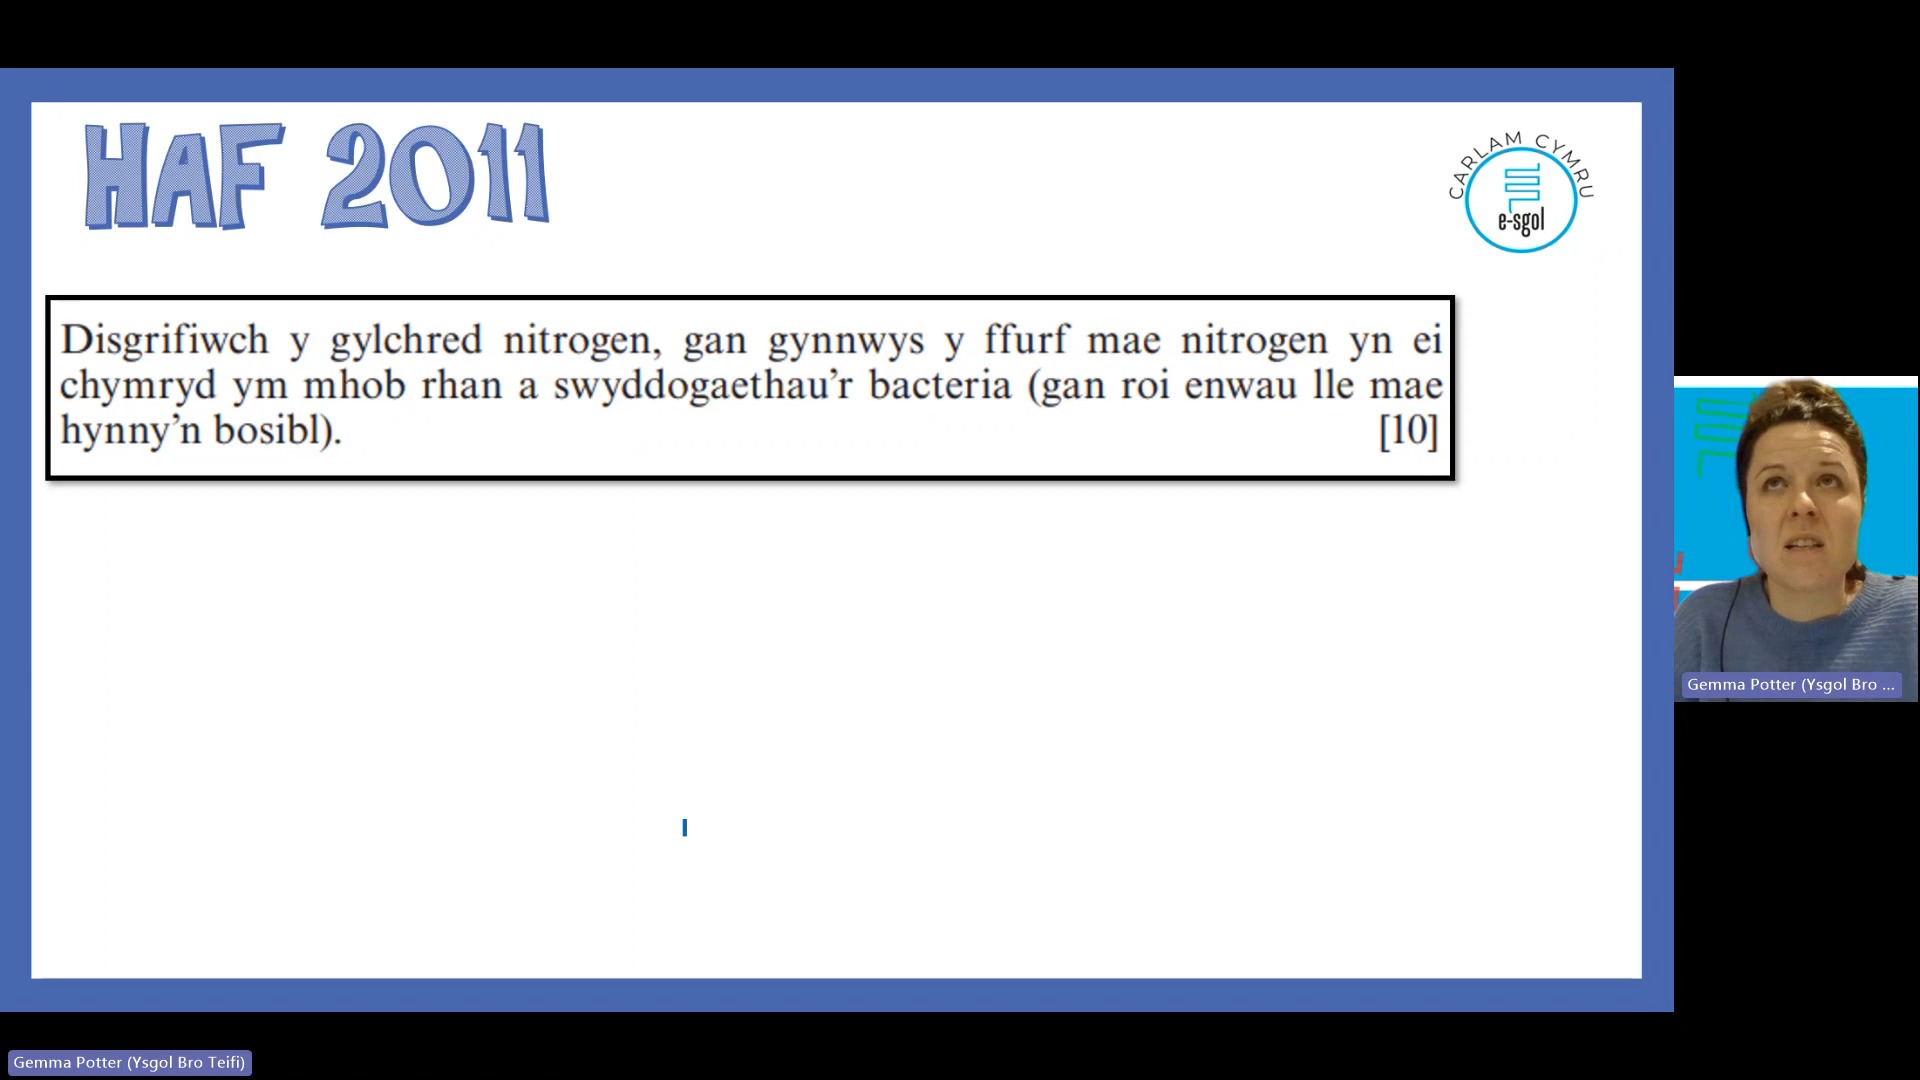 HAF 2011
CARLAM CYMRU
e-sgol
Disgrifiwch y gylchred nitrogen, gan gynnwys y ffurf mae nitrogen yn ei
chymryd ym mhob rhan a swyddogaethau'r bacteria (gan roi enwau lle mae
hynny'n bosibl). [10]
Gemma Potter (Ysgol Bro ...
Gemma Potter (Ysgol Bro Teifi)